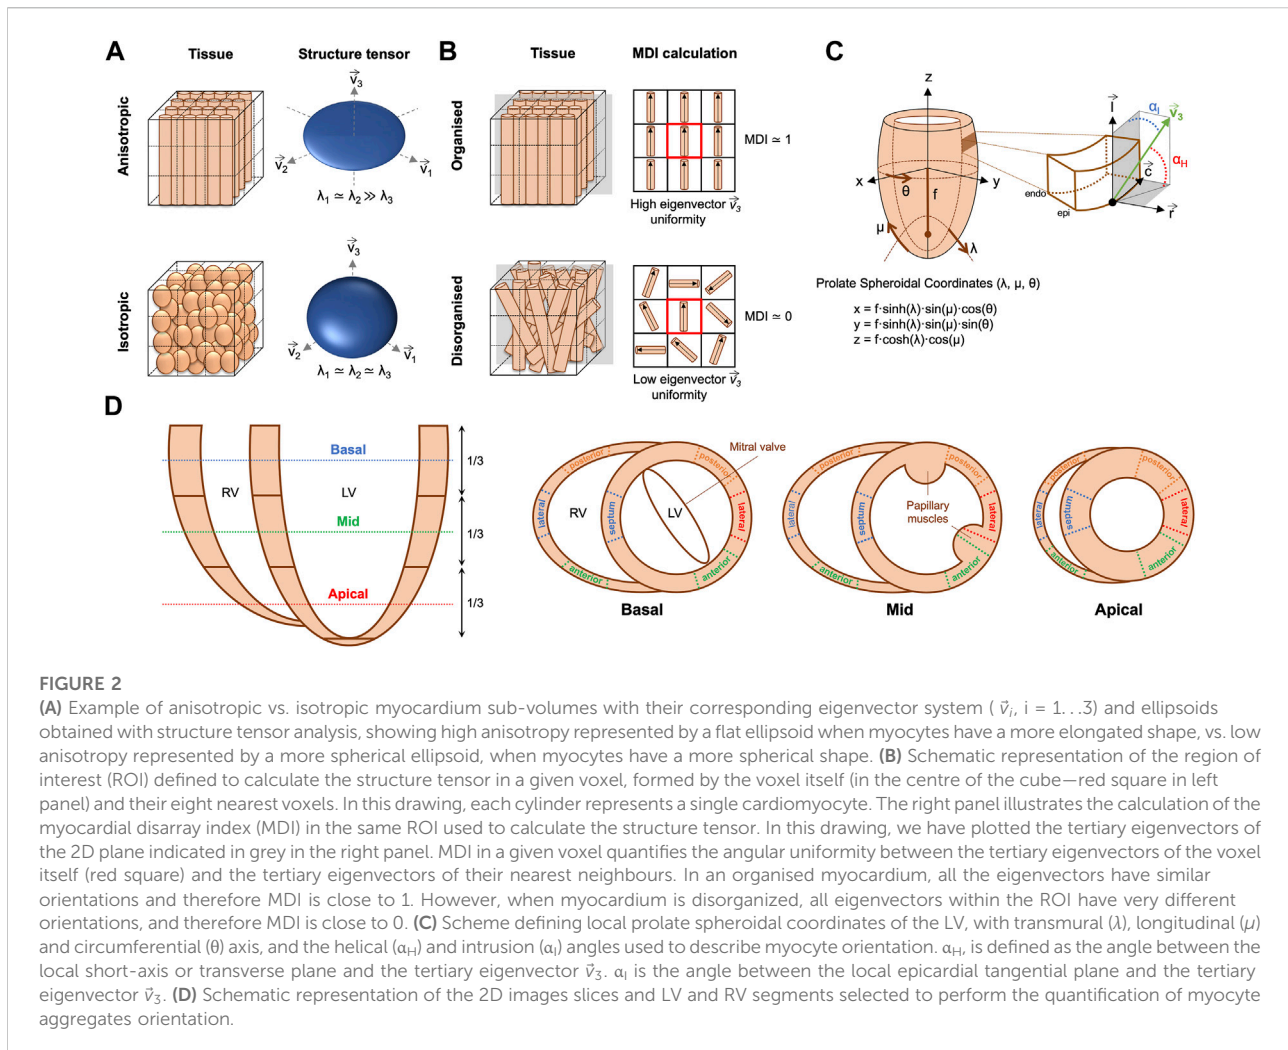 A
Tissue
Structure tensor
Anisotropic
v⃗₃
v⃗₂
v⃗₁
λ₁ ≃ λ₂ ≫ λ₃
Isotropic
v⃗₃
v⃗₂
v⃗₁
λ₁ ≃ λ₂ ≃ λ₃
B
Tissue
MDI calculation
Organised
MDI ≃ 1
High eigenvector v⃗₃
uniformity
Disorganised
MDI ≃ 0
Low eigenvector v⃗₃
uniformity
C
z
x
y
θ
f
μ
λ
endo
epi
l⃗
α_I
v⃗₃
α_H
c⃗
r⃗
Prolate Spheroidal Coordinates (λ, μ, θ)
x = f·sinh(λ)·sin(μ)·cos(θ)
y = f·sinh(λ)·sin(μ)·sin(θ)
z = f·cosh(λ)·cos(μ)
D
Basal
RV
LV
Mid
Apical
1/3
1/3
1/3
posterior
lateral
anterior
RV
septum
LV
Mitral valve
posterior
lateral
anterior
Basal
posterior
lateral
anterior
septum
Papillary
muscles
posterior
lateral
anterior
Mid
posterior
lateral
anterior
septum
posterior
lateral
anterior
Apical
FIGURE 2
(A) Example of anisotropic vs. isotropic myocardium sub-volumes with their corresponding eigenvector system ( v⃗ᵢ, i = 1. . .3) and ellipsoids
obtained with structure tensor analysis, showing high anisotropy represented by a flat ellipsoid when myocytes have a more elongated shape, vs. low
anisotropy represented by a more spherical ellipsoid, when myocytes have a more spherical shape. (B) Schematic representation of the region of
interest (ROI) defined to calculate the structure tensor in a given voxel, formed by the voxel itself (in the centre of the cube—red square in left
panel) and their eight nearest voxels. In this drawing, each cylinder represents a single cardiomyocyte. The right panel illustrates the calculation of the
myocardial disarray index (MDI) in the same ROI used to calculate the structure tensor. In this drawing, we have plotted the tertiary eigenvectors of
the 2D plane indicated in grey in the right panel. MDI in a given voxel quantifies the angular uniformity between the tertiary eigenvectors of the voxel
itself (red square) and the tertiary eigenvectors of their nearest neighbours. In an organised myocardium, all the eigenvectors have similar
orientations and therefore MDI is close to 1. However, when myocardium is disorganized, all eigenvectors within the ROI have very different
orientations, and therefore MDI is close to 0. (C) Scheme defining local prolate spheroidal coordinates of the LV, with transmural (λ), longitudinal (μ)
and circumferential (θ) axis, and the helical (α_H) and intrusion (α_I) angles used to describe myocyte orientation. α_H, is defined as the angle between the
local short-axis or transverse plane and the tertiary eigenvector v⃗₃. α_I is the angle between the local epicardial tangential plane and the tertiary
eigenvector v⃗₃. (D) Schematic representation of the 2D images slices and LV and RV segments selected to perform the quantification of myocyte
aggregates orientation.